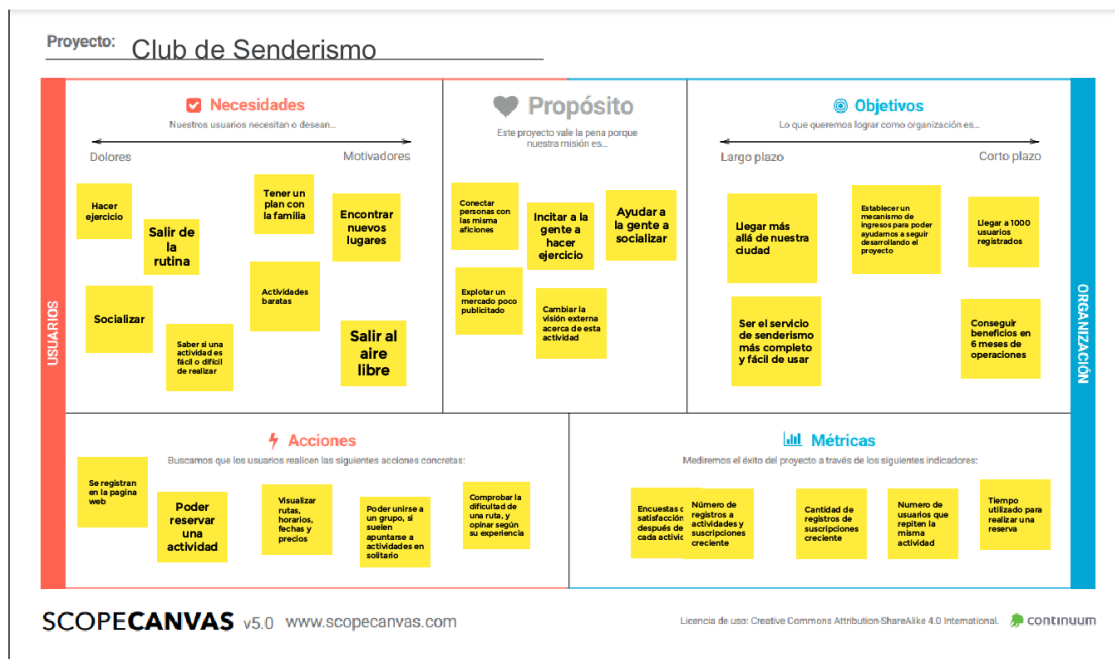 Proyecto: Club de Senderismo
Necesidades
Nuestros usuarios necesitan o desean...
Dolores
Motivadores
Hacer
ejercicio
Salir de
la
rutina
Tener un
plan con
la familia
Encontrar
nuevos
lugares
Socializar
Saber si una
actividad es
fácil o difícil
de realizar
Actividades
baratas
Salir al
aire
libre
Propósito
Este proyecto vale la pena porque
nuestra misión es...
Conectar
personas con
las misma
aficiones
Incitar a la
gente a
hacer
ejercicio
Ayudar a
la gente a
socializar
Explotar un
mercado poco
publicitado
Cambiar la
visión externa
acerca de esta
actividad
Objetivos
Lo que queremos lograr como organización es...
Largo plazo
Corto plazo
Llegar más
allá de nuestra
ciudad
Establecer un
mecanismo de
ingresos para poder
ayudarnos a seguir
desarrollando el
proyecto
Llegar a 1000
usuarios
registrados
Ser el servicio
de senderismo
más completo
y fácil de usar
Conseguir
beneficios en
6 meses de
operaciones
USUARIOS
ORGANIZACIÓN
Acciones
Buscamos que los usuarios realicen las siguientes acciones concretas:
Se registran
en la pagina
web
Poder
reservar
una
actividad
Visualizar
rutas,
horarios,
fechas y
precios
Poder unirse a
un grupo, si
suelen
apuntarse a
actividades en
solitario
Comprobar la
dificultad de
una ruta, y
opinar según
su experiencia
Métricas
Mediremos el éxito del proyecto a través de los siguientes indicadores:
Encuestas
satisfacción
después de
cada
Número de
registros a
actividades y
suscripciones
creciente
Cantidad de
registros de
suscripciones
creciente
Numero de
usuarios que
repiten la
misma
actividad
Tiempo
utilizado para
realizar una
reserva
SCOPECANVAS v5.0 www.scopecanvas.com
Licencia de uso: Creative Commons Attribution-ShareAlike 4.0 International.
continuum